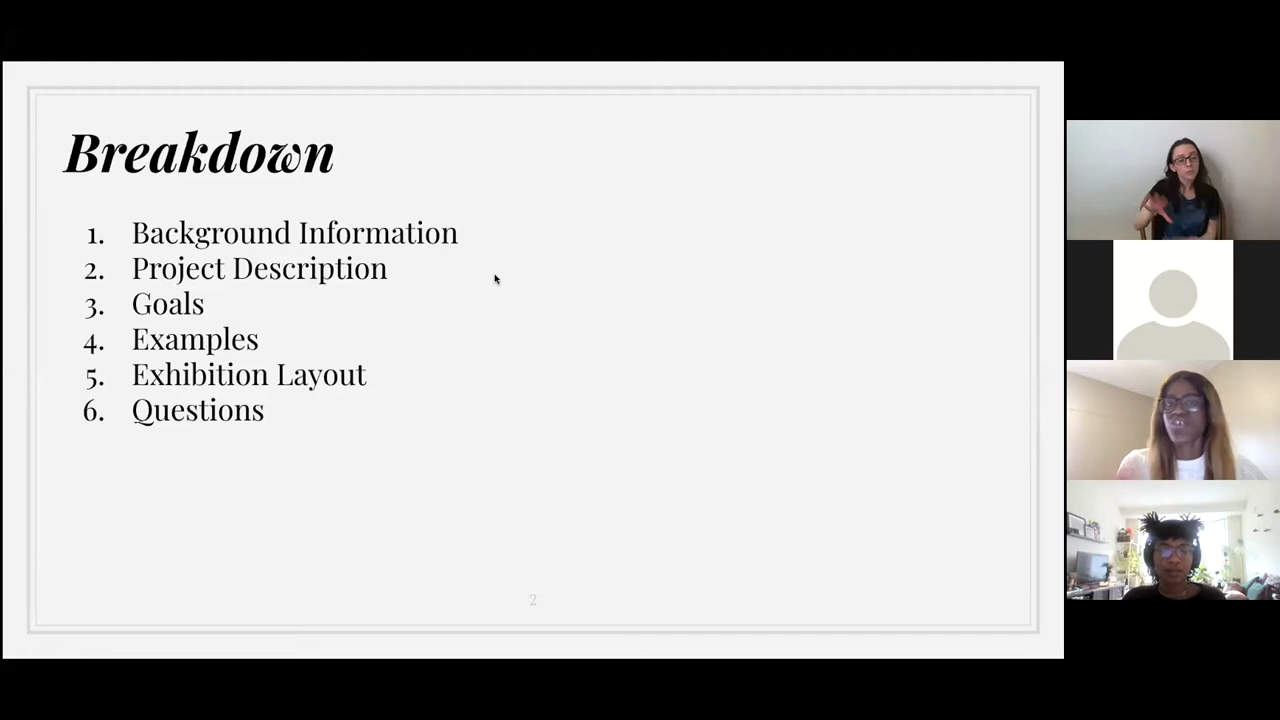 Breakdown
1. Background Information
2. Project Description
3. Goals
4. Examples
5. Exhibition Layout
6. Questions
2